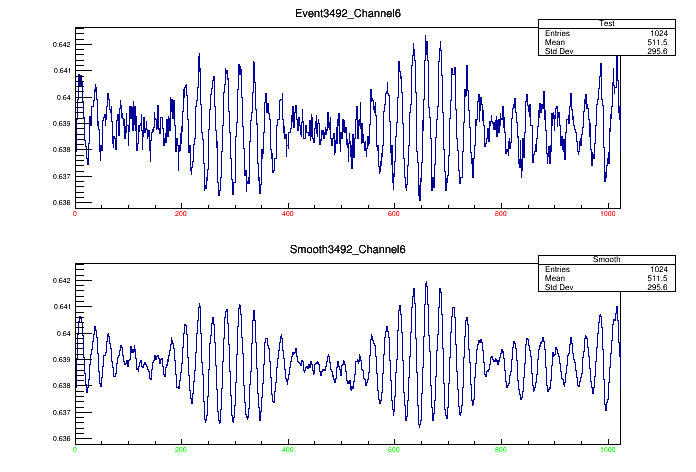 Event3492_Channel6
Test
Entries 1024
Mean 511.5
Std Dev 295.6
0.642
0.641
0.64
0.639
0.638
0.637
0.636
0 200 400 600 800 1000
Smooth3492_Channel6
Smooth
Entries 1024
Mean 511.5
Std Dev 295.6
0.642
0.641
0.64
0.639
0.638
0.637
0.636
0 200 400 600 800 1000